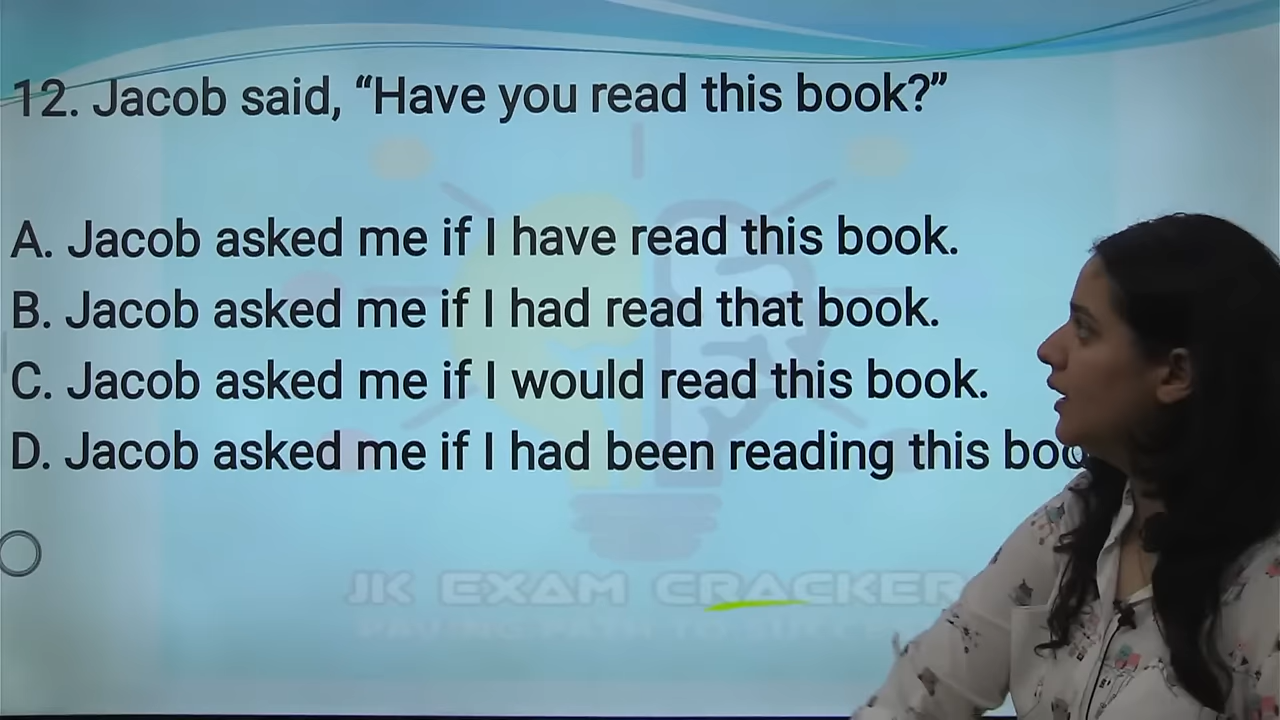 12. Jacob said, “Have you read this book?”
A. Jacob asked me if I have read this book.
B. Jacob asked me if I had read that book.
C. Jacob asked me if I would read this book.
D. Jacob asked me if I had been reading this
JK EXAM CRACKER